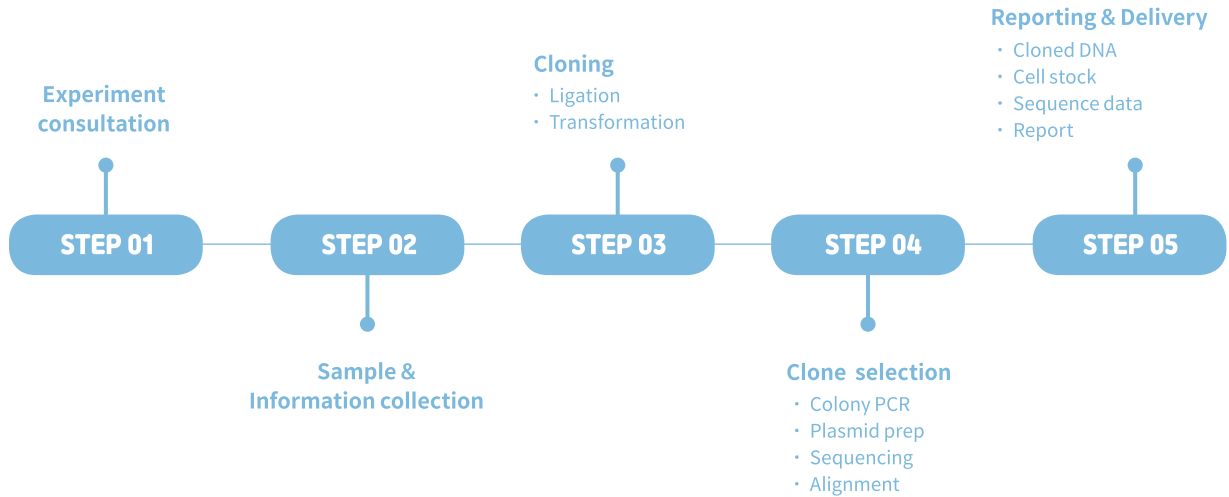 STEP 01
Experiment
consultation
STEP 02
Sample &
Information collection
STEP 03
Cloning
・ Ligation
・ Transformation
STEP 04
Clone selection
・ Colony PCR
・ Plasmid prep
・ Sequencing
・ Alignment
STEP 05
Reporting & Delivery
・ Cloned DNA
・ Cell stock
・ Sequence data
・ Report